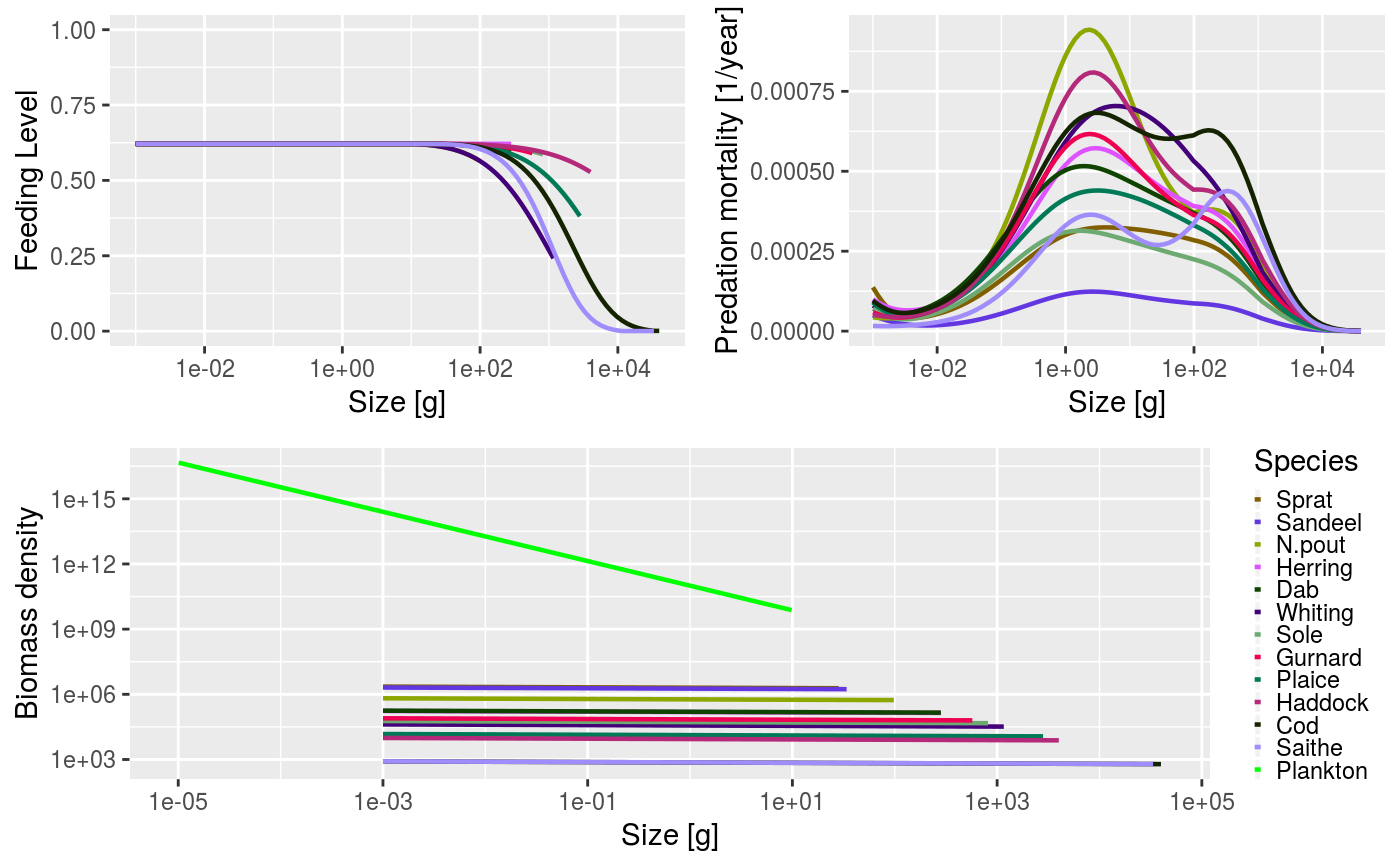 Feeding Level
1.00
0.75
0.50
0.25
0.00
1e-02 1e+00 1e+02 1e+04
Size [g]
Predation mortality [1/year]
0.00075
0.00050
0.00025
0.00000
1e-02 1e+00 1e+02 1e+04
Size [g]
Biomass density
1e+15
1e+12
1e+09
1e+06
1e+03
1e-05 1e-03 1e-01 1e+01 1e+03 1e+05
Size [g]
Species
Sprat
Sandeel
N.pout
Herring
Dab
Whiting
Sole
Gurnard
Plaice
Haddock
Cod
Saithe
Plankton